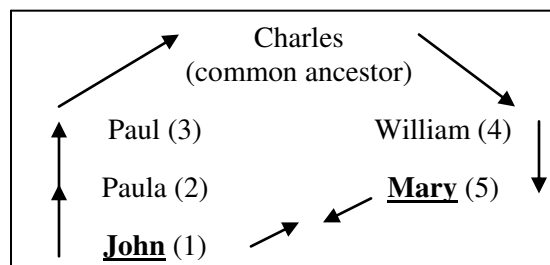 Charles
(common ancestor)
Paul (3) William (4)
Paula (2) Mary (5)
John (1)